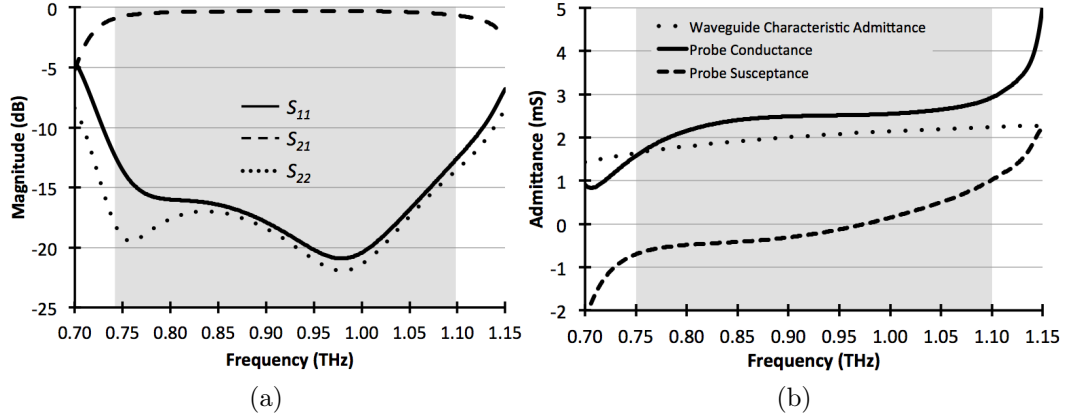 0
-5
-10
-15
-20
-25
Magnitude (dB)
S11
S21
S22
0.70 0.75 0.80 0.85 0.90 0.95 1.00 1.05 1.10 1.15
Frequency (THz)
(a)
5
4
3
2
1
0
-1
-2
Admittance (mS)
Waveguide Characteristic Admittance
Probe Conductance
Probe Susceptance
0.70 0.75 0.80 0.85 0.90 0.95 1.00 1.05 1.10 1.15
Frequency (THz)
(b)